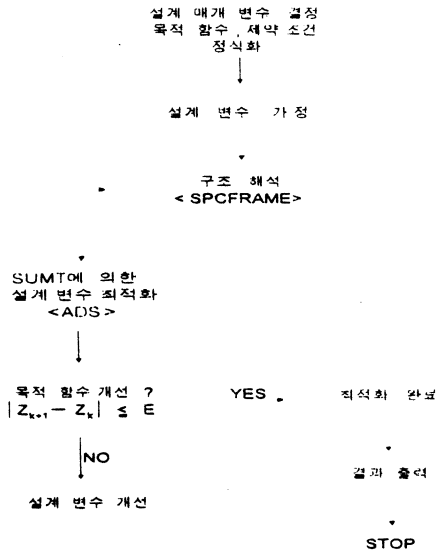 설계 매개 변수 결정
목적 함수, 제약 조건
정식화
설계 변수 가정
구조 해석
< SPCFRAME>
SUMT에 의한
설계 변수 최적화
<ADS>
목적 함수 개선 ?
|Zₖ₊₁− Zₖ| ≤ E
YES
최적화 완료
NO
결과 출력
설계 변수 개선
STOP